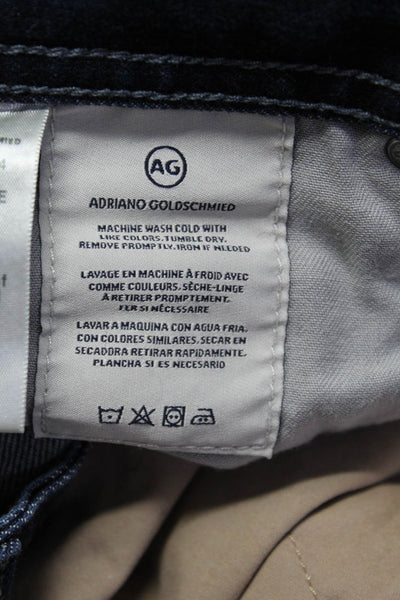 AG
ADRIANO GOLDSCHMIED
MACHINE WASH COLD WITH
LIKE COLORS. TUMBLE DRY.
REMOVE PROMPTLY. IRON IF NEEDED
LAVAGE EN MACHINE À FROID AVEC
COMME COULEURS. SÈCHE-LINGE
À RETIRER PROMPTEMENT.
FER SI NÉCESSAIRE
LAVAR A MAQUINA CON AGUA FRIA.
CON COLORES SIMILARES. SECAR EN
SECADORA RETIRAR RAPIDAMENTE.
PLANCHA SI ES NECESARIO